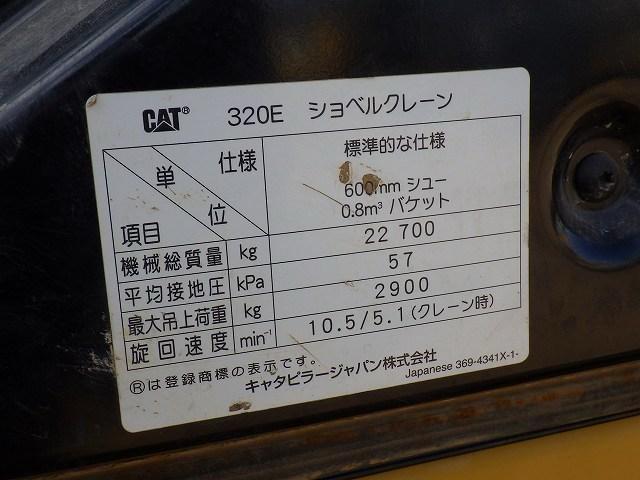 CAT® 320E ショベルクレーン
単位 仕様 標準的な仕様
600mm シュー
0.8m³ バケット
項目
機械総質量 kg 22 700
平均接地圧 kPa 57
最大吊上荷重 kg 2900
旋回速度 min⁻¹ 10.5/5.1(クレーン時)
®は登録商標の表示です。
キャタピラージャパン株式会社
Japanese 369-4341X-1-